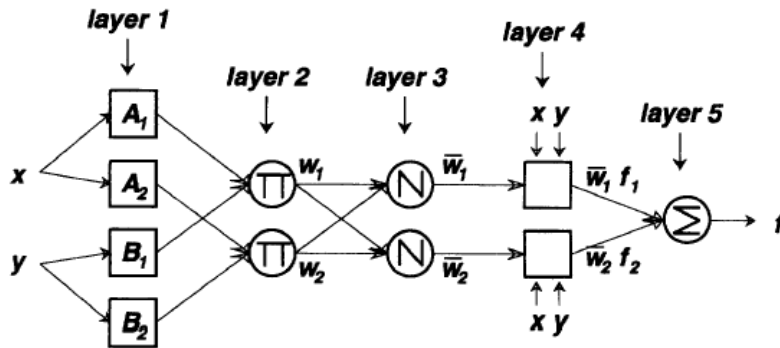 layer 1
layer 2
layer 3
layer 4
layer 5
x
y
A₁
A₂
B₁
B₂
Π
Π
w₁
w₂
N
N
w̅₁
w̅₂
x y
x y
w̅₁ f₁
w̅₂ f₂
Σ
f